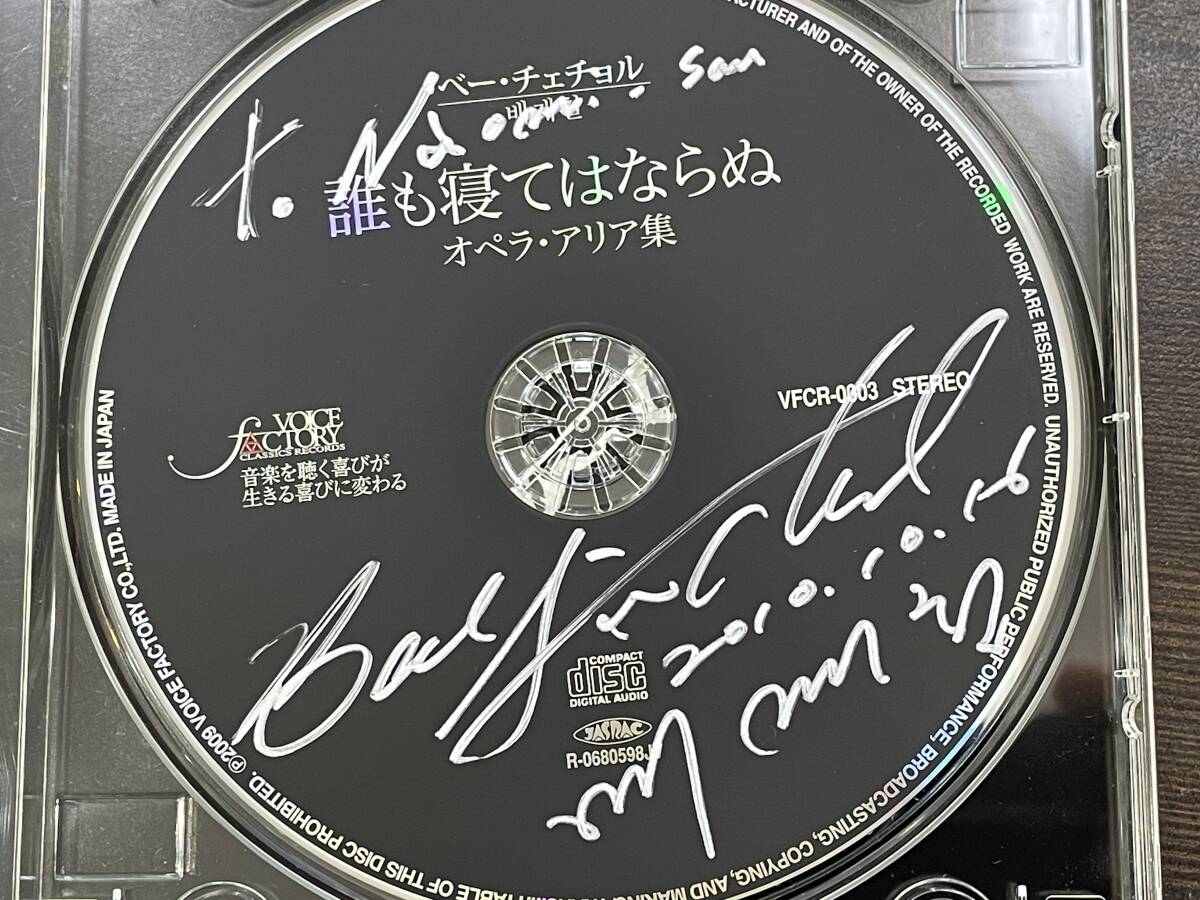 ベー・チェチョル
배재철
t. Naomi. san
誰も寝てはならぬ
オペラ・アリア集
VOICE
fACTORY
CLASSICS RECORDS
音楽を聴く喜びが
生きる喜びに変わる
VFCR-0003 STEREO
2010.10.16
COMPACT
disc
DIGITAL AUDIO
JASRAC
R-0680598J
FACTURER AND OF THE OWNER OF THE RECORDED WORK ARE RESERVED. UNAUTHORIZED PUBLIC PERFORMANCE, BROADCASTING, COPYING, AND MAKING
TABLE OF THIS DISC PROHIBITED. ℗2009 VOICE FACTORY CO.,LTD. MADE IN JAPAN